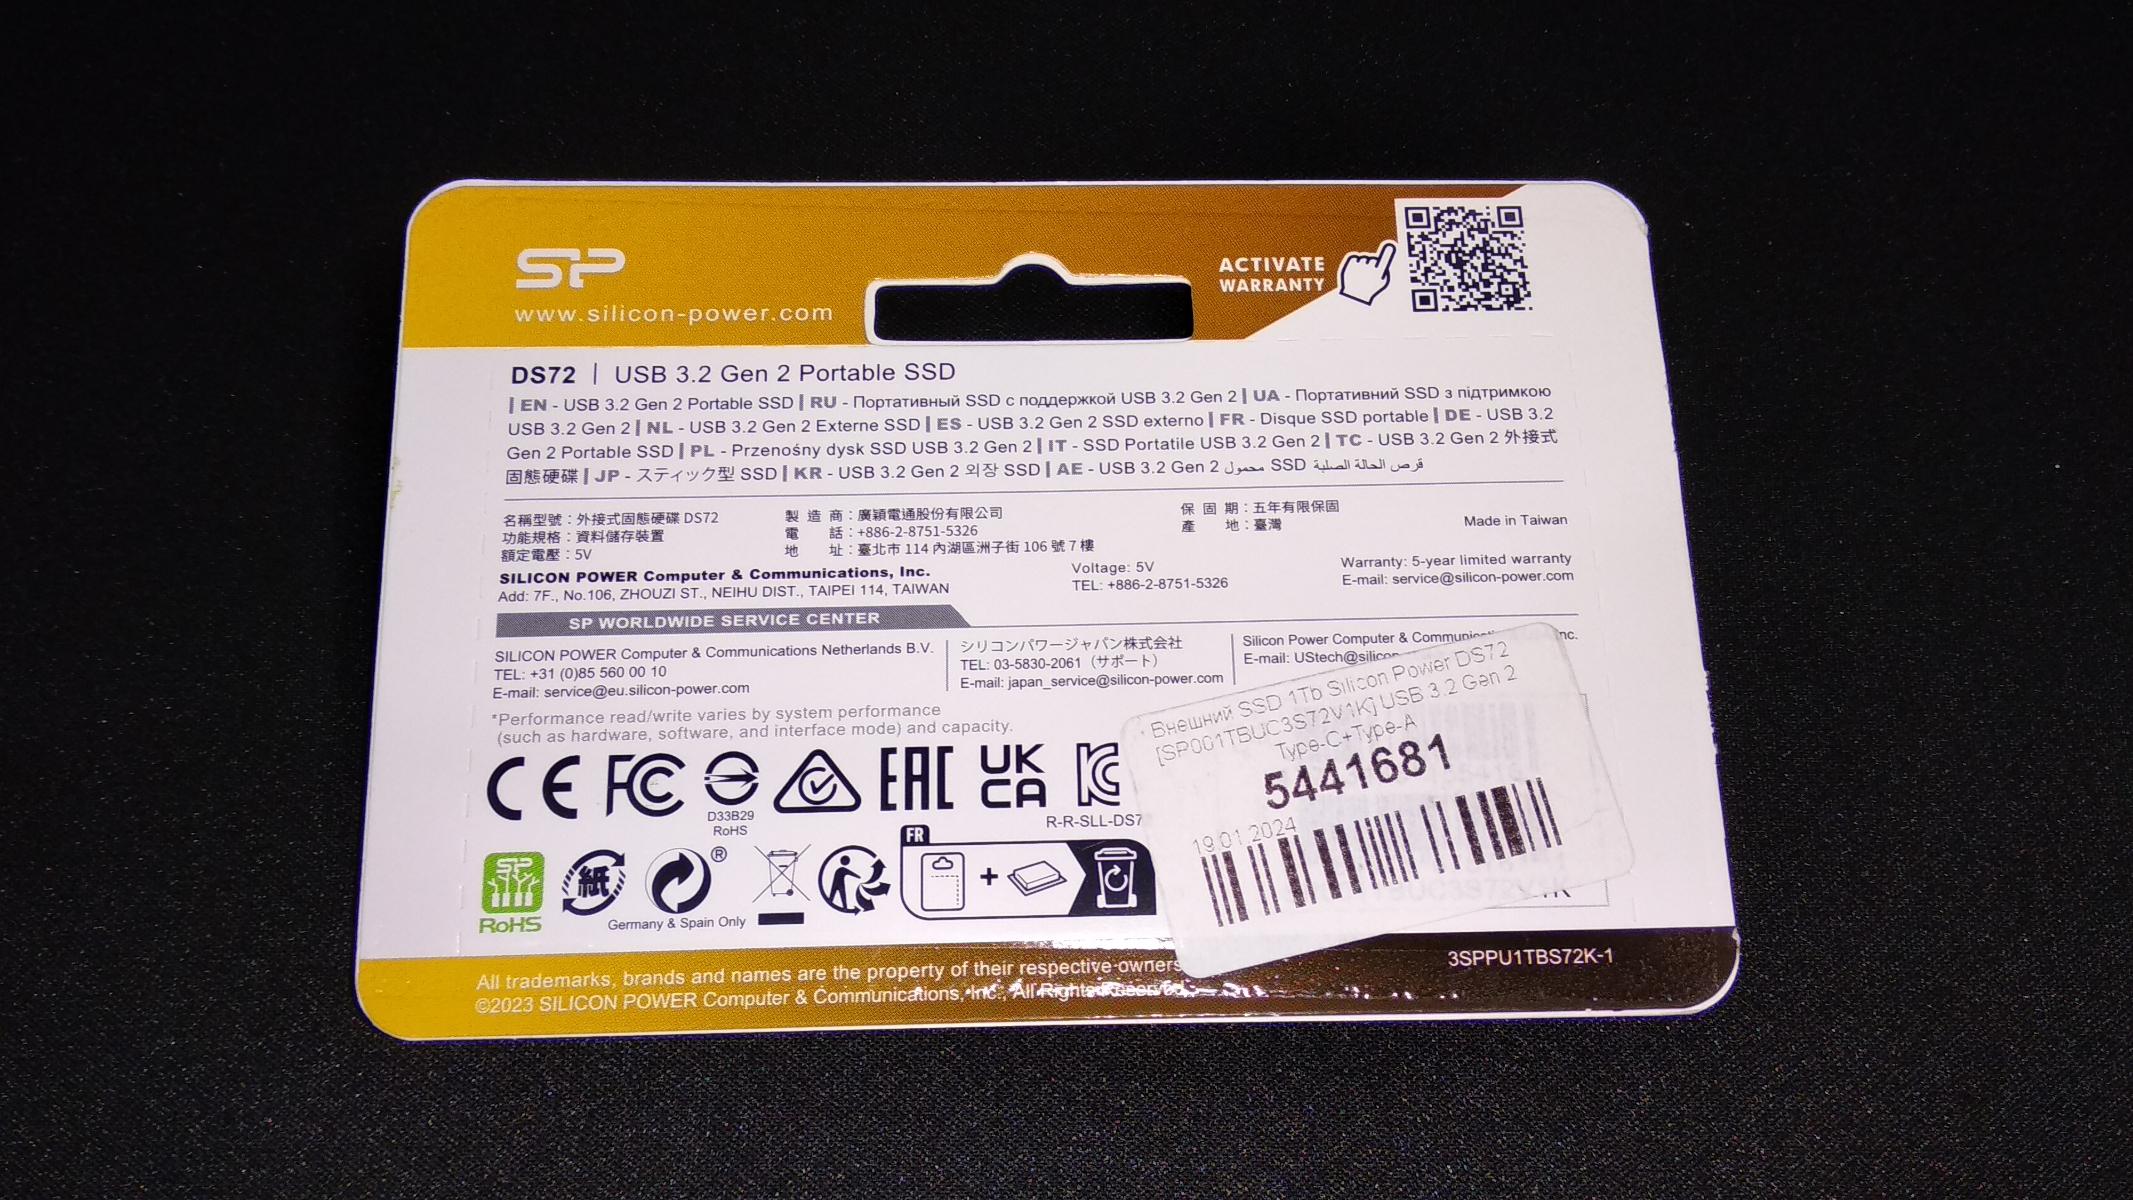 SP
www.silicon-power.com
ACTIVATE
WARRANTY
DS72 | USB 3.2 Gen 2 Portable SSD
| EN - USB 3.2 Gen 2 Portable SSD | RU - Портативный SSD с поддержкой USB 3.2 Gen 2 | UA - Портативний SSD з підтримкою
USB 3.2 Gen 2 | NL - USB 3.2 Gen 2 Externe SSD | ES - USB 3.2 Gen 2 SSD externo | FR - Disque SSD portable | DE - USB 3.2
Gen 2 Portable SSD | PL - Przenośny dysk SSD USB 3.2 Gen 2 | IT - SSD Portatile USB 3.2 Gen 2 | TC - USB 3.2 Gen 2 外接式
固態硬碟 | JP - スティック型 SSD | KR - USB 3.2 Gen 2 외장 SSD | AE - USB 3.2 Gen 2 قرص الحالة الصلبة SSD محمول
名稱型號：外接式固態硬碟 DS72
功能規格：資料儲存裝置
額定電壓：5V
製造商：廣穎電通股份有限公司
電話：+886-2-8751-5326
地址：臺北市 114 內湖區洲子街 106 號 7 樓
保固期：五年有限保固
產地：臺灣
Made in Taiwan
SILICON POWER Computer & Communications, Inc.
Add: 7F., No.106, ZHOUZI ST., NEIHU DIST., TAIPEI 114, TAIWAN
Voltage: 5V
TEL: +886-2-8751-5326
Warranty: 5-year limited warranty
E-mail: service@silicon-power.com
SP WORLDWIDE SERVICE CENTER
SILICON POWER Computer & Communications Netherlands B.V.
TEL: +31 (0)85 560 00 10
E-mail: service@eu.silicon-power.com
シリコンパワージャパン株式会社
TEL: 03-5830-2061（サポート）
E-mail: japan_service@silicon-power.com
Silicon Power Computer &
E-mail:
*Performance read/write varies by system performance
(such as hardware, software, and interface mode) and capacity.
Внешний SSD 1Tb Silicon Power DS72
[SP001TBUC3S72V1K] USB 3.2 Gen 2
Type-C+Type-A
5441681
19.01.2024
CE FC EAC UK CA KC
D33B29
RoHS
R-R-SLL-DS7
SP
RoHS
紙
®
Germany & Spain Only
FR
+
3SPPU1TBS72K-1
All trademarks, brands and names are the property of their respective owners
©2023 SILICON POWER Computer & Communications, Inc., All Rights Reserved